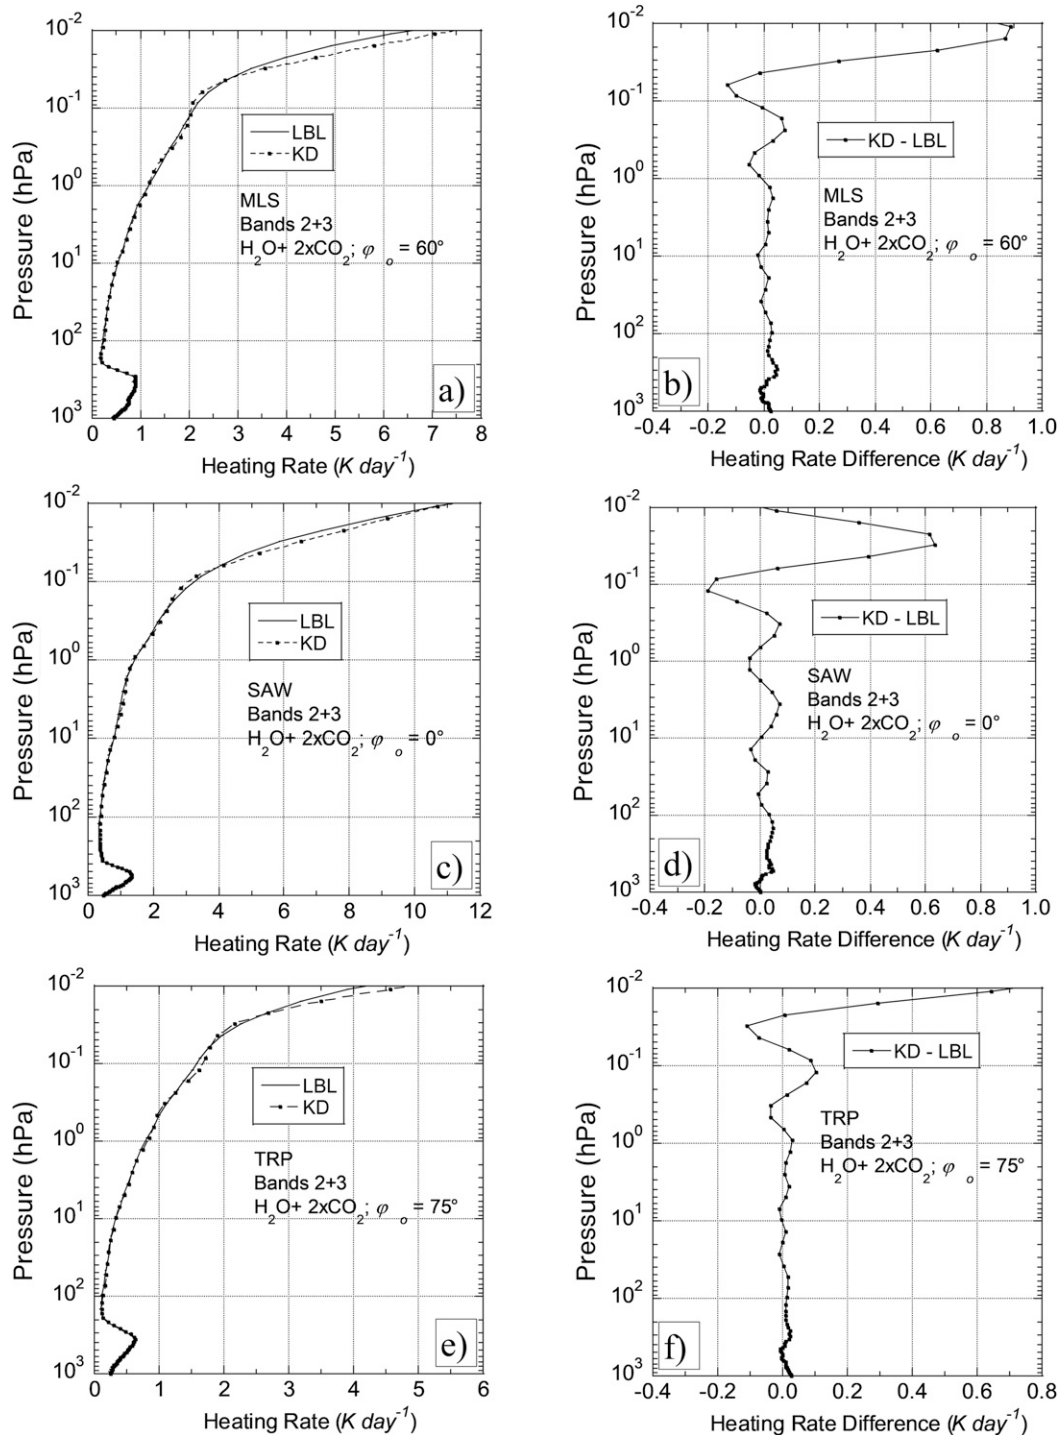 10⁻²
10⁻¹
10⁰
10¹
10²
10³
Pressure (hPa)
LBL
KD
MLS
Bands 2+3
H₂O+ 2xCO₂; φₒ = 60°
a)
0 1 2 3 4 5 6 7 8
Heating Rate (K day⁻¹)
10⁻²
10⁻¹
10⁰
10¹
10²
10³
Pressure (hPa)
KD - LBL
MLS
Bands 2+3
H₂O+ 2xCO₂; φₒ = 60°
b)
-0.4 -0.2 0.0 0.2 0.4 0.6 0.8 1.0
Heating Rate Difference (K day⁻¹)
10⁻²
10⁻¹
10⁰
10¹
10²
10³
Pressure (hPa)
LBL
KD
SAW
Bands 2+3
H₂O+ 2xCO₂; φₒ = 0°
c)
0 2 4 6 8 10 12
Heating Rate (K day⁻¹)
10⁻²
10⁻¹
10⁰
10¹
10²
10³
Pressure (hPa)
KD - LBL
SAW
Bands 2+3
H₂O+ 2xCO₂; φₒ = 0°
d)
-0.4 -0.2 0.0 0.2 0.4 0.6 0.8 1.0
Heating Rate Difference (K day⁻¹)
10⁻²
10⁻¹
10⁰
10¹
10²
10³
Pressure (hPa)
LBL
KD
TRP
Bands 2+3
H₂O+ 2xCO₂; φₒ = 75°
e)
0 1 2 3 4 5 6
Heating Rate (K day⁻¹)
10⁻²
10⁻¹
10⁰
10¹
10²
10³
Pressure (hPa)
KD - LBL
TRP
Bands 2+3
H₂O+ 2xCO₂; φₒ = 75°
f)
-0.4 -0.2 0.0 0.2 0.4 0.6 0.8
Heating Rate Difference (K day⁻¹)